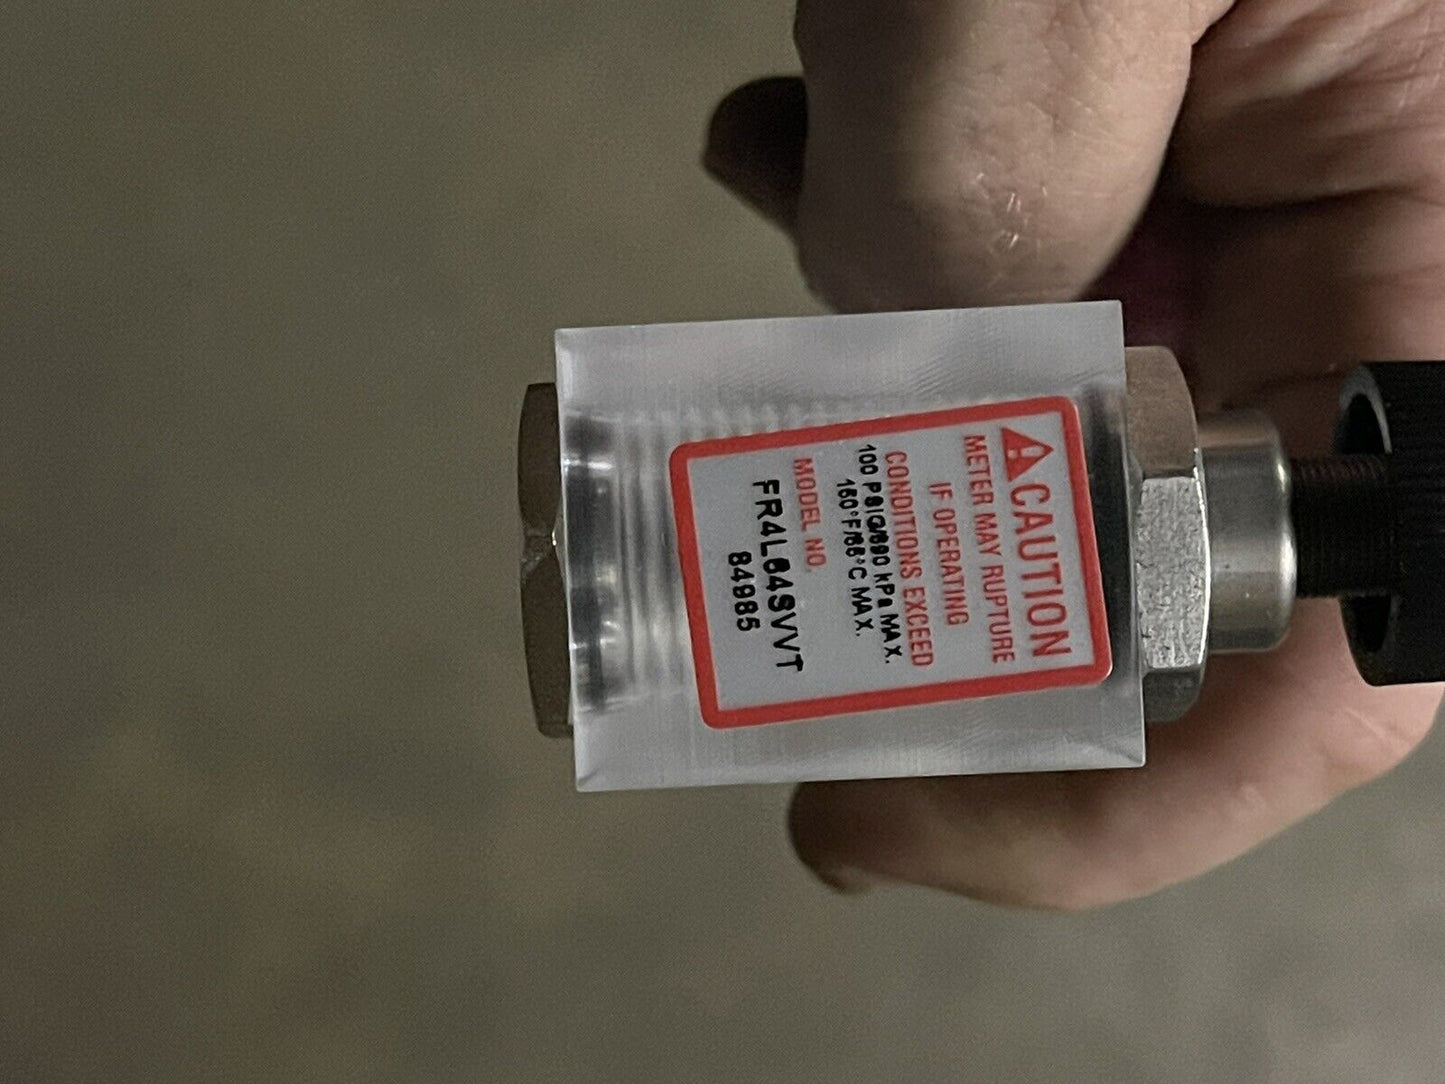 CAUTION
METER MAY RUPTURE
IF OPERATING
CONDITIONS EXCEED
100 PSIG/690 kPa MAX.
150°F/65°C MAX.
MODEL NO.
FR4L64SVVT
84985